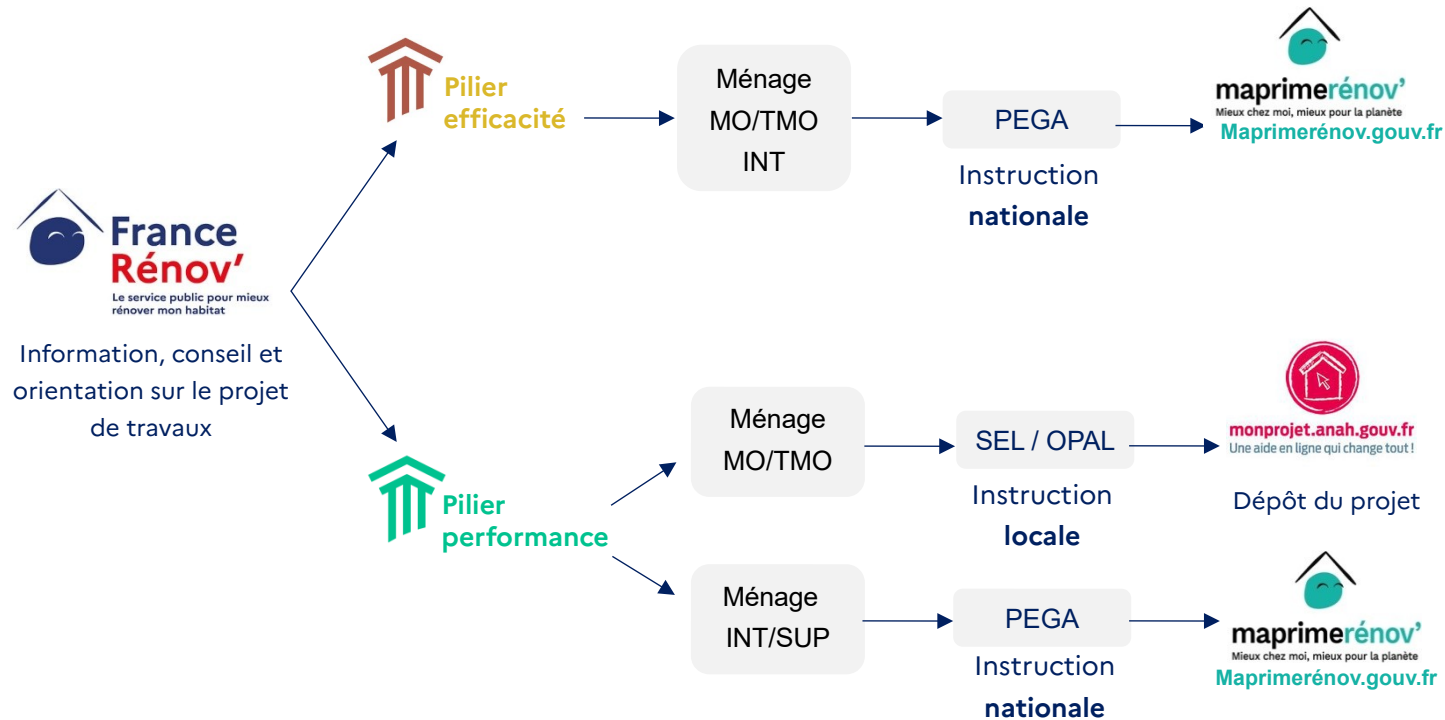 France
Rénov'
Le service public pour mieux
rénover mon habitat
Information, conseil et
orientation sur le projet
de travaux
Pilier
efficacité
Ménage
MO/TMO
INT
PEGA
Instruction
nationale
maprimerénov'
Mieux chez moi, mieux pour la planète
Maprimerénov.gouv.fr
Pilier
performance
Ménage
MO/TMO
SEL / OPAL
Instruction
locale
monprojet.anah.gouv.fr
Une aide en ligne qui change tout !
Dépôt du projet
Ménage
INT/SUP
PEGA
Instruction
nationale
maprimerénov'
Mieux chez moi, mieux pour la planète
Maprimerénov.gouv.fr